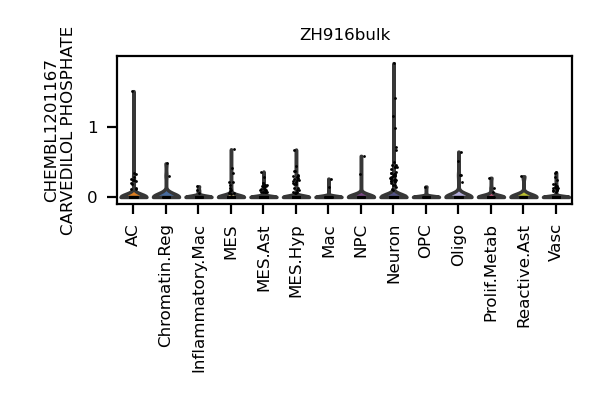 ZH916bulk
CHEMBL1201167
CARVEDILOL PHOSPHATE
1
0
AC
Chromatin.Reg
Inflammatory.Mac
MES
MES.Ast
MES.Hyp
Mac
NPC
Neuron
OPC
Oligo
Prolif.Metab
Reactive.Ast
Vasc